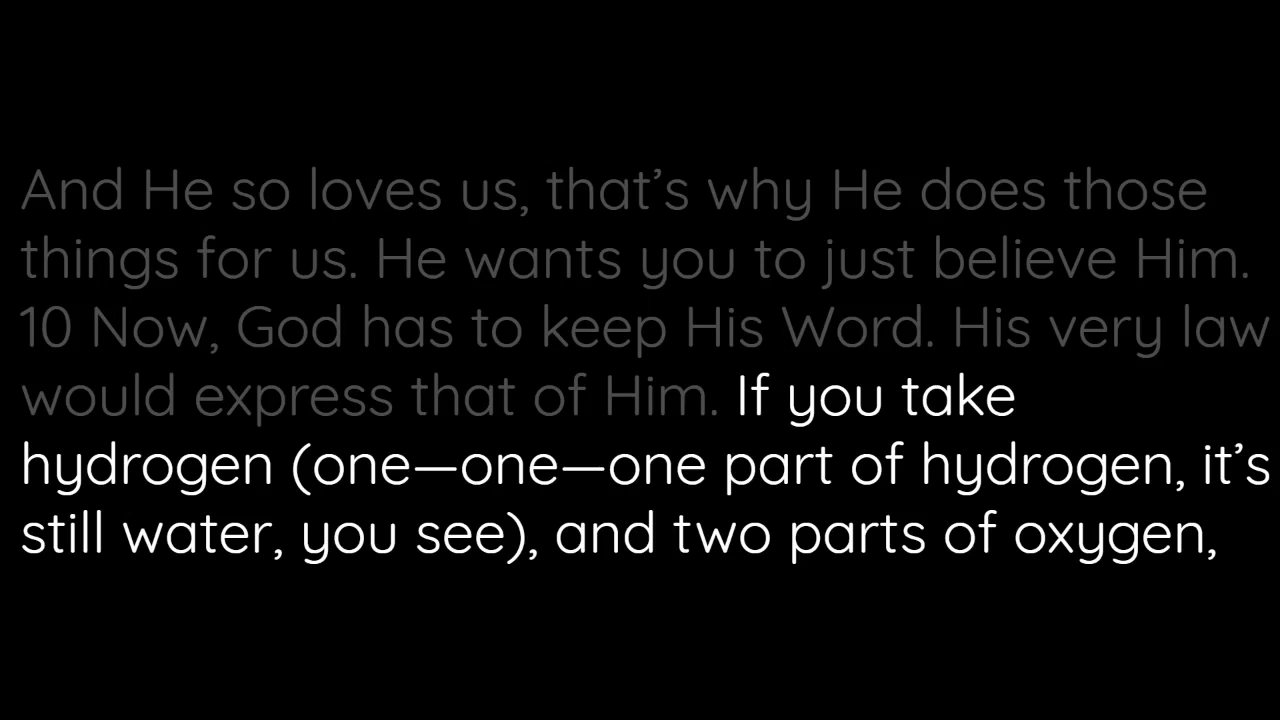 And He so loves us, that’s why He does those
things for us. He wants you to just believe Him.
10 Now, God has to keep His Word. His very law
would express that of Him. If you take
hydrogen (one—one—one part of hydrogen, it’s
still water, you see), and two parts of oxygen,